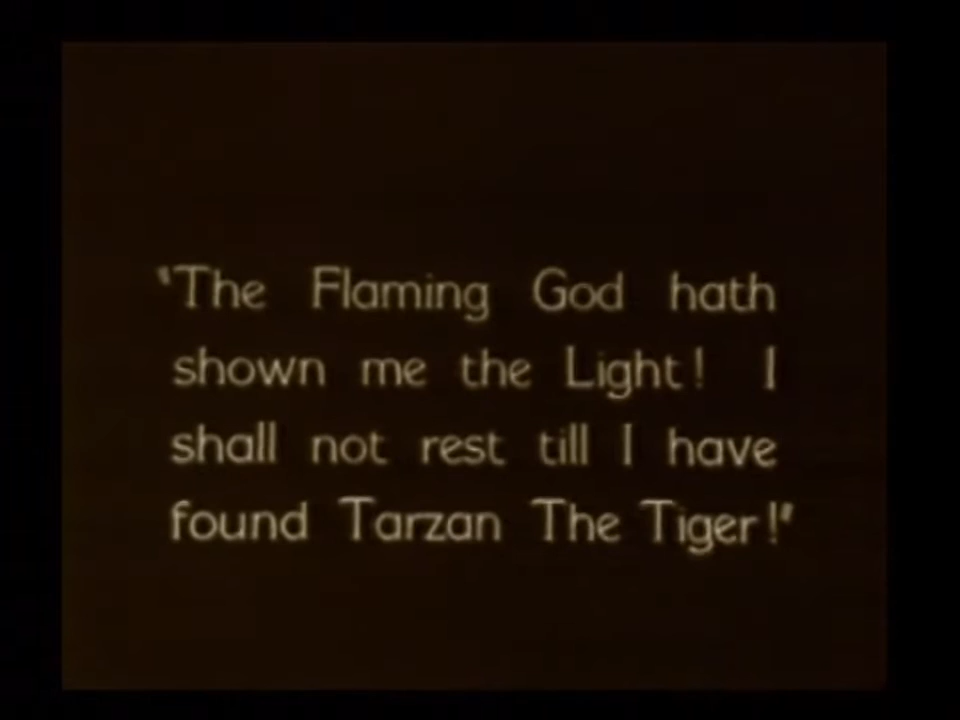 "The Flaming God hath
shown me the Light! I
shall not rest till I have
found Tarzan The Tiger!"